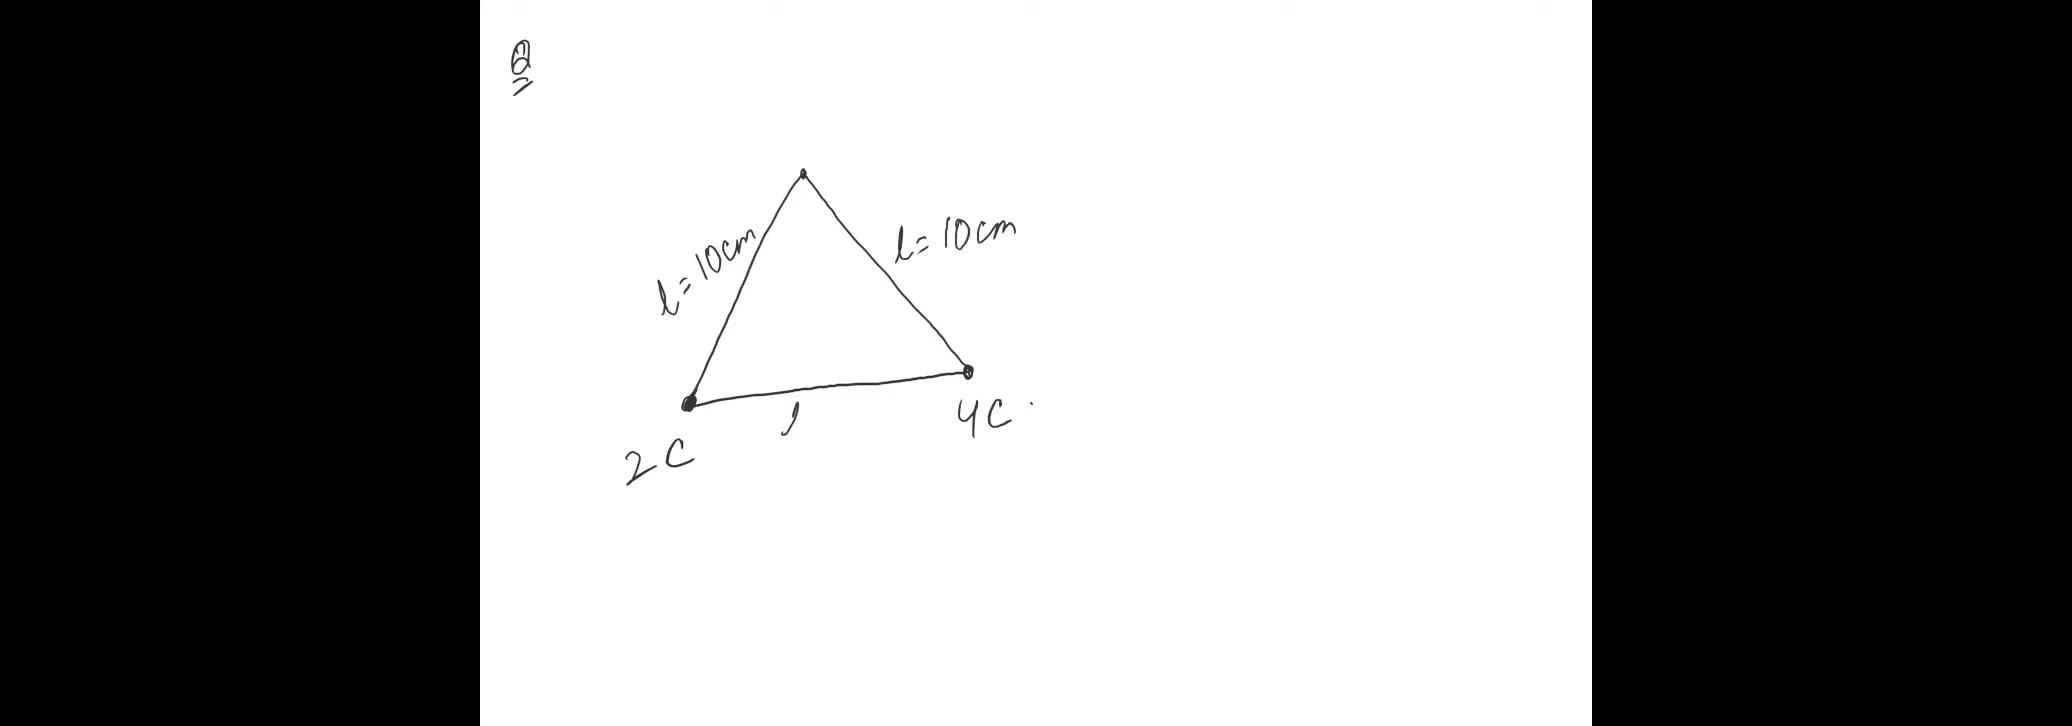 Q
l = 10cm
l = 10cm
2C
4C